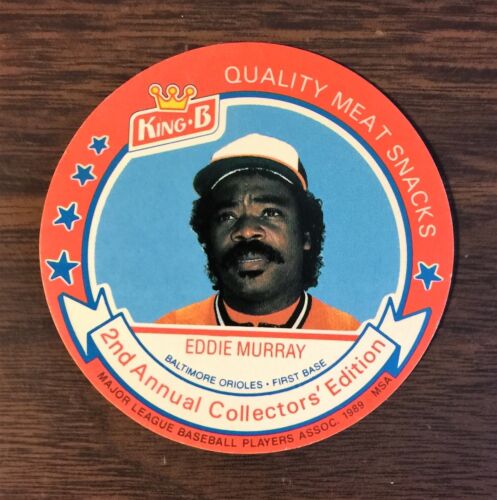 KING·B
QUALITY MEAT SNACKS
EDDIE MURRAY
BALTIMORE ORIOLES · FIRST BASE
2nd Annual Collectors' Edition
MAJOR LEAGUE BASEBALL PLAYERS ASSOC. 1989 MSA